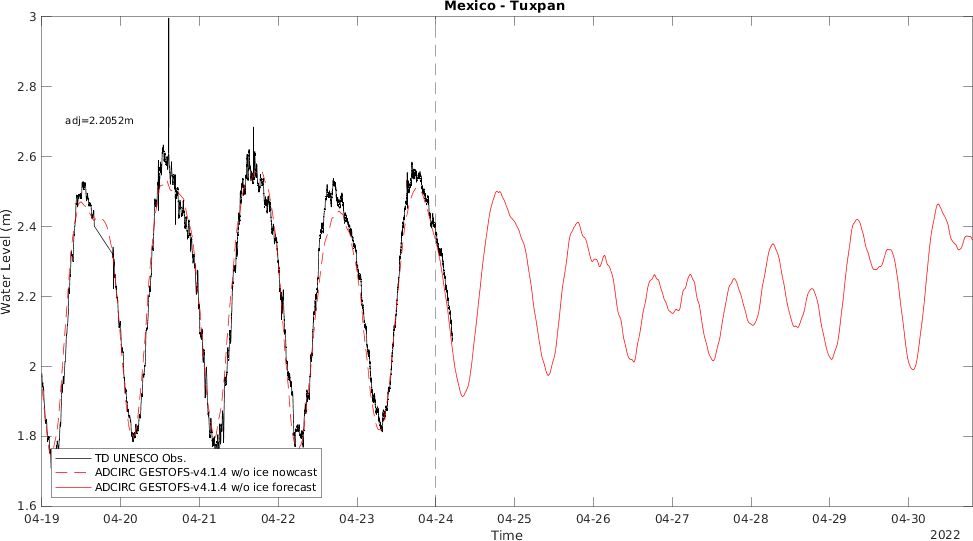 Mexico - Tuxpan
3
2.8
2.6
2.4
2.2
2
1.8
1.6
Water Level (m)
adj=2.2052m
TD UNESCO Obs.
ADCIRC GESTOFS-v4.1.4 w/o ice nowcast
ADCIRC GESTOFS-v4.1.4 w/o ice forecast
04-19 04-20 04-21 04-22 04-23 04-24 04-25 04-26 04-27 04-28 04-29 04-30
Time
2022